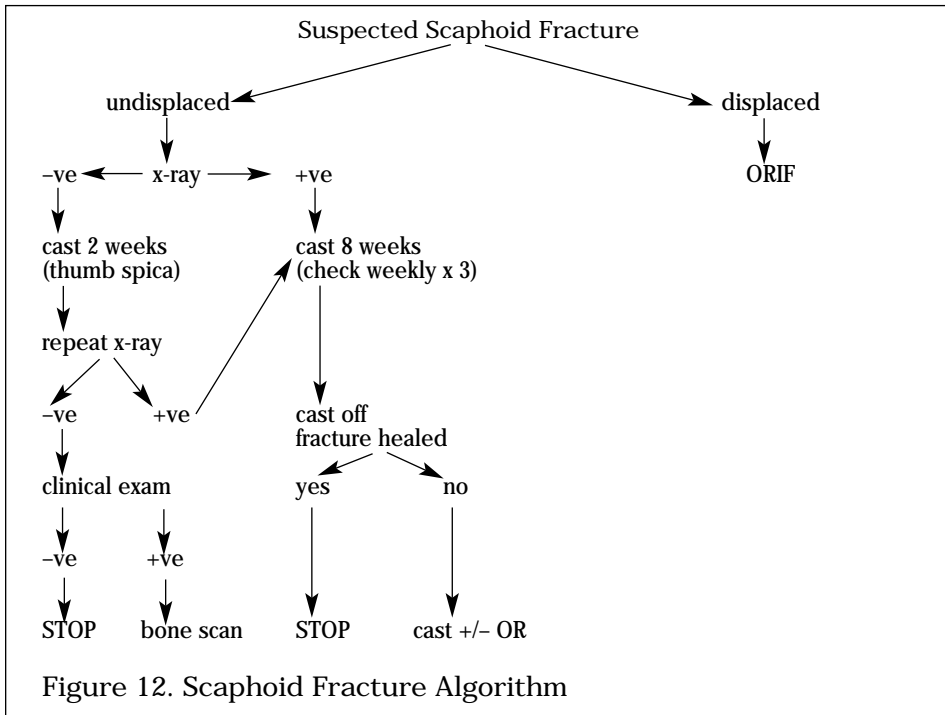 Suspected Scaphoid Fracture
undisplaced displaced
–ve x-ray +ve ORIF
cast 2 weeks cast 8 weeks
(thumb spica) (check weekly x 3)
repeat x-ray
–ve +ve cast off
fracture healed
clinical exam yes no
–ve +ve
STOP bone scan STOP cast +/– OR
Figure 12. Scaphoid Fracture Algorithm